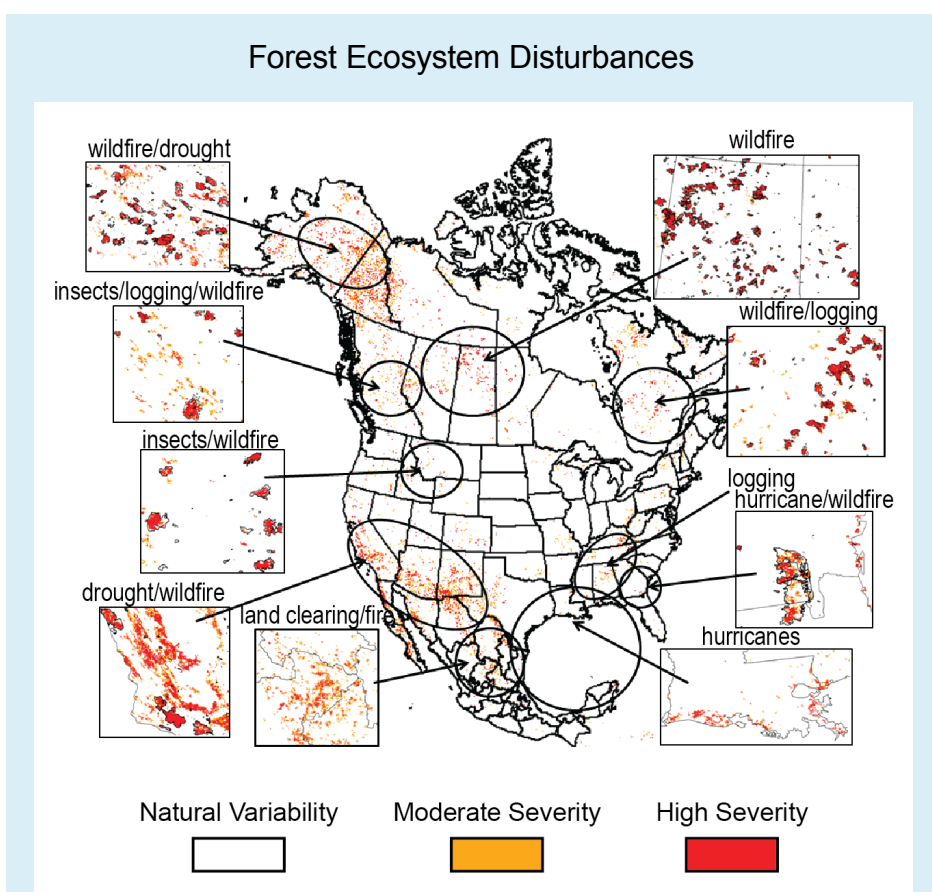 Forest Ecosystem Disturbances
wildfire/drought
wildfire
insects/logging/wildfire
wildfire/logging
insects/wildfire
logging
hurricane/wildfire
drought/wildfire
land clearing/fire
hurricanes
Natural Variability
Moderate Severity
High Severity